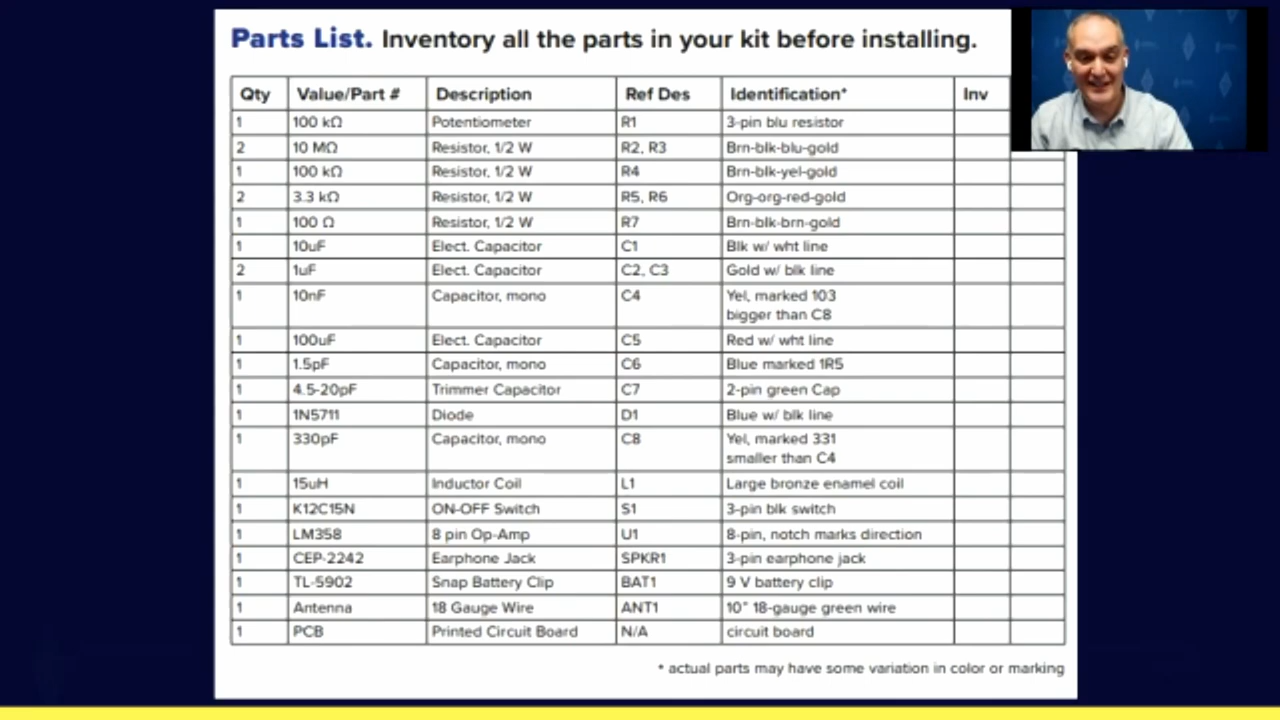 Parts List. Inventory all the parts in your kit before installing.
Qty Value/Part # Description Ref Des Identification* Inv
1 100 kΩ Potentiometer R1 3-pin blu resistor
2 10 MΩ Resistor, 1/2 W R2, R3 Brn-blk-blu-gold
1 100 kΩ Resistor, 1/2 W R4 Brn-blk-yel-gold
2 3.3 kΩ Resistor, 1/2 W R5, R6 Org-org-red-gold
1 100 Ω Resistor, 1/2 W R7 Brn-blk-brn-gold
1 10uF Elect. Capacitor C1 Blk w/ wht line
2 1uF Elect. Capacitor C2, C3 Gold w/ blk line
1 10nF Capacitor, mono C4 Yel, marked 103
bigger than C8
1 100uF Elect. Capacitor C5 Red w/ wht line
1 1.5pF Capacitor, mono C6 Blue marked 1R5
1 4.5-20pF Trimmer Capacitor C7 2-pin green Cap
1 1N5711 Diode D1 Blue w/ blk line
1 330pF Capacitor, mono C8 Yel, marked 331
smaller than C4
1 15uH Inductor Coil L1 Large bronze enamel coil
1 K12C15N ON-OFF Switch S1 3-pin blk switch
1 LM358 8 pin Op-Amp U1 8-pin, notch marks direction
1 CEP-2242 Earphone Jack SPKR1 3-pin earphone jack
1 TL-5902 Snap Battery Clip BAT1 9 V battery clip
1 Antenna 18 Gauge Wire ANT1 10" 18-gauge green wire
1 PCB Printed Circuit Board N/A circuit board
* actual parts may have some variation in color or marking